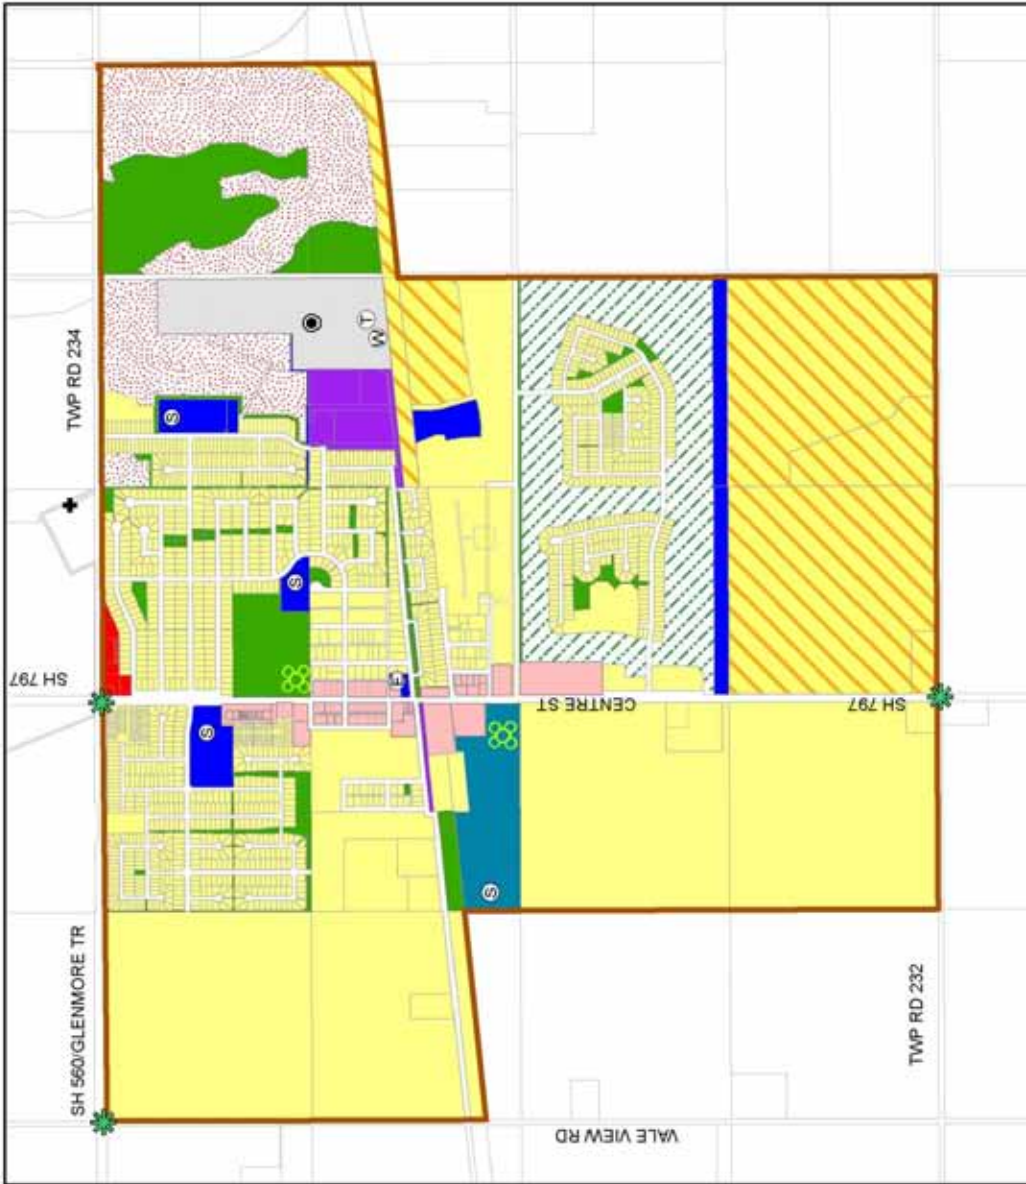 TWP RD 234
T
W
S
S
S
SH 797
F
CENTRE ST
SH 797
S
SH 560/GLENMORE TR
TWP RD 232
VALE VIEW RD